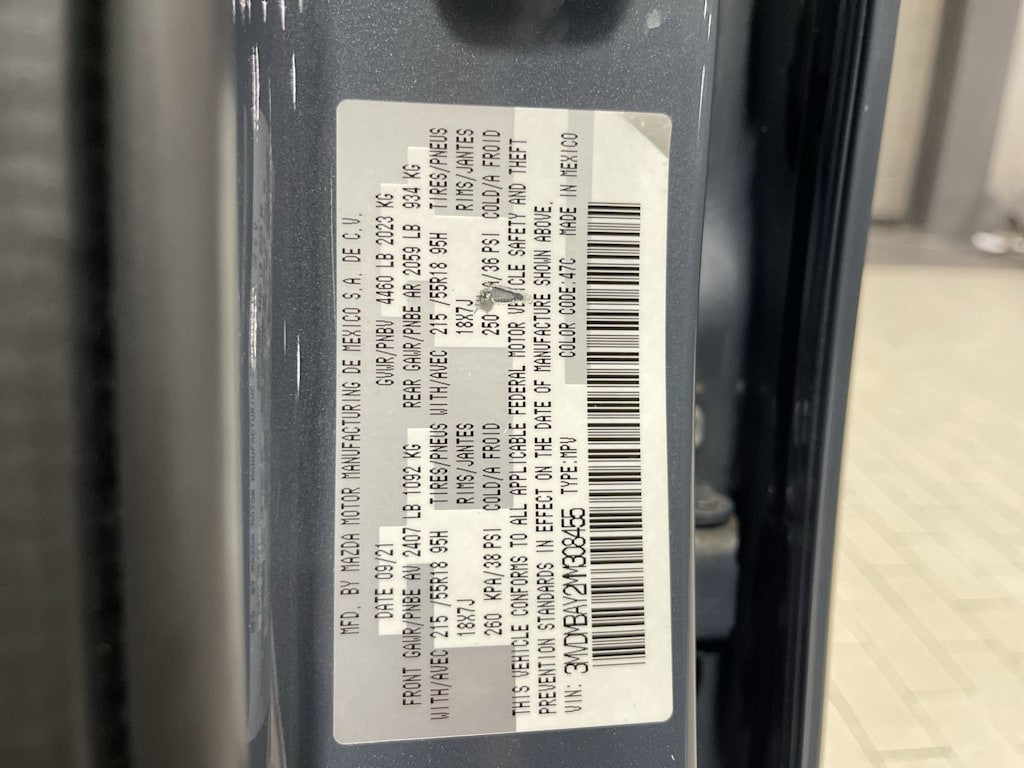 MFD. BY MAZDA MOTOR MANUFACTURING DE MEXICO S.A. DE C.V.
DATE 09/21 GVWR/PNBV 4460 LB 2023 KG
FRONT GAWR/PNBE AV 2407 LB 1092 KG REAR GAWR/PNBE AR 2059 LB 934 KG
WITH/AVEC 215 /55R18 95H TIRES/PNEUS WITH/AVEC 215 /55R18 95H TIRES/PNEUS
18X7J RIMS/JANTES 18X7J RIMS/JANTES
260 KPA/38 PSI COLD/A FROID 250 /36 PSI COLD/A FROID
THIS VEHICLE CONFORMS TO ALL APPLICABLE FEDERAL MOTOR VEHICLE SAFETY AND THEFT
PREVENTION STANDARDS IN EFFECT ON THE DATE OF MANUFACTURE SHOWN ABOVE.
VIN: TYPE:MPV COLOR CODE:47C MADE IN MEXICO